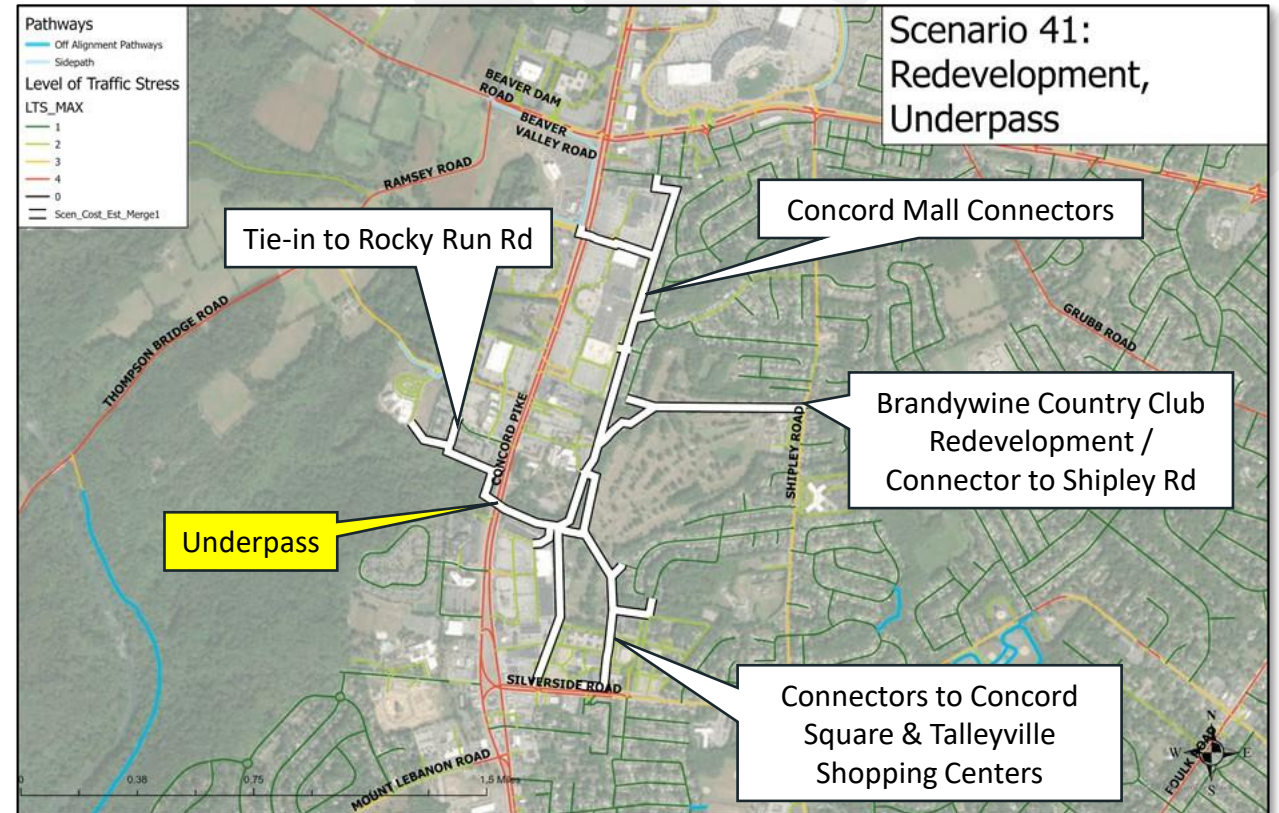 Pathways
Off Alignment Pathways
Sidepath
Level of Traffic Stress
LTS_MAX
1
2
3
4
0
Scen_Cost_Est_Merge1
Scenario 41:
Redevelopment,
Underpass
BEAVER DAM
ROAD
BEAVER
VALLEY ROAD
RAMSEY ROAD
Concord Mall Connectors
Tie-in to Rocky Run Rd
THOMPSON BRIDGE ROAD
GRUBB ROAD
CONCORD PIKE
SHIPLEY ROAD
Brandywine Country Club
Redevelopment /
Connector to Shipley Rd
Underpass
SILVERSIDE ROAD
Connectors to Concord
Square & Talleyville
Shopping Centers
MOUNT LEBANON ROAD
FOULK ROAD
N
W
E
S
0
0.38
0.75
1.5 Miles